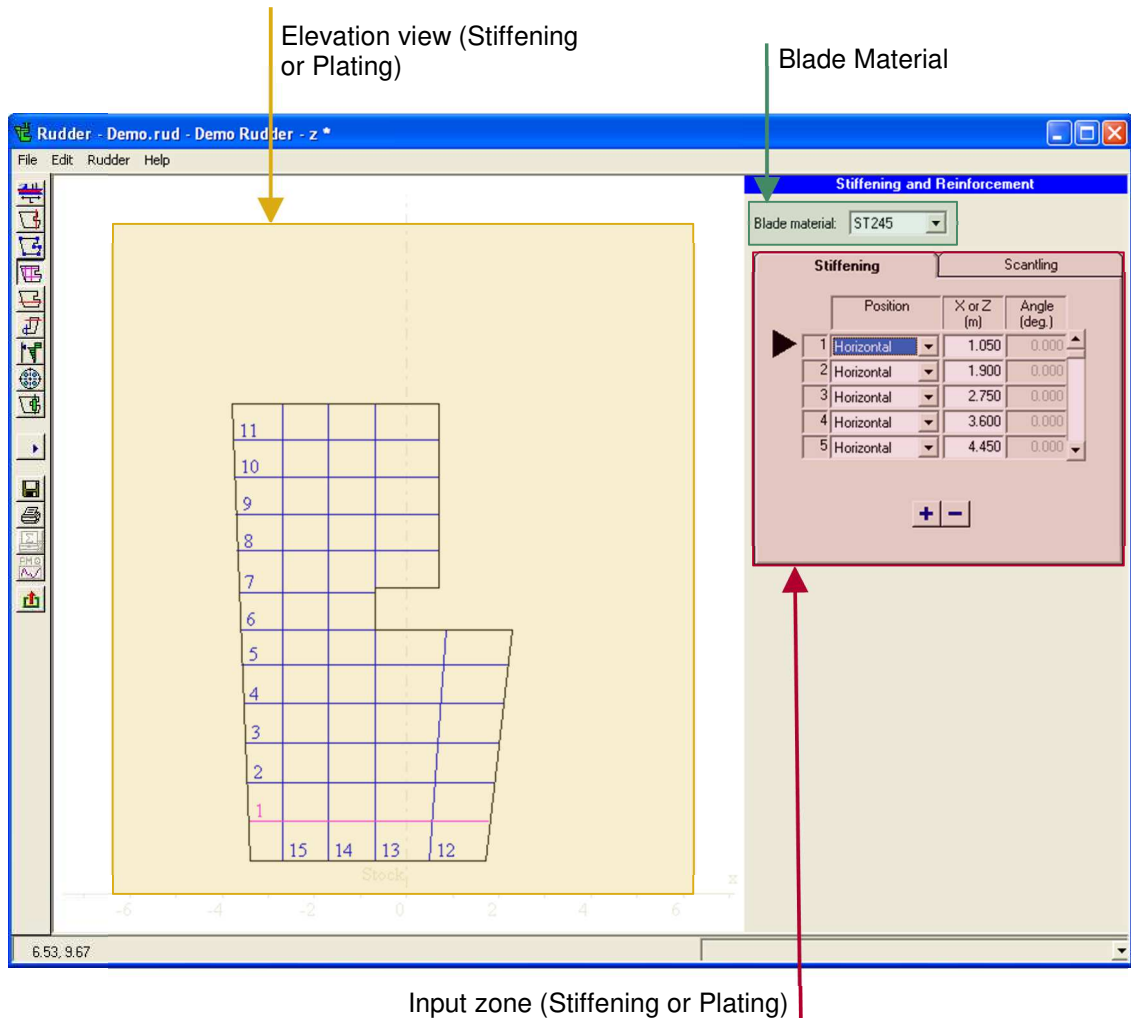 Elevation view (Stiffening
or Plating)
Blade Material
Rudder - Demo.rud - Demo Rudder - z *
File Edit Rudder Help
Stiffening and Reinforcement
Blade material: ST245
Stiffening Scantling
Position X or Z (m) Angle (deg.)
1 Horizontal 1.050 0.000
2 Horizontal 1.900 0.000
3 Horizontal 2.750 0.000
4 Horizontal 3.600 0.000
5 Horizontal 4.450 0.000
+ -
11
10
9
8
7
6
5
4
3
2
1
15 14 13 12
Stock
x
-6 -4 -2 0 2 4 6
6.53, 9.67
Input zone (Stiffening or Plating)